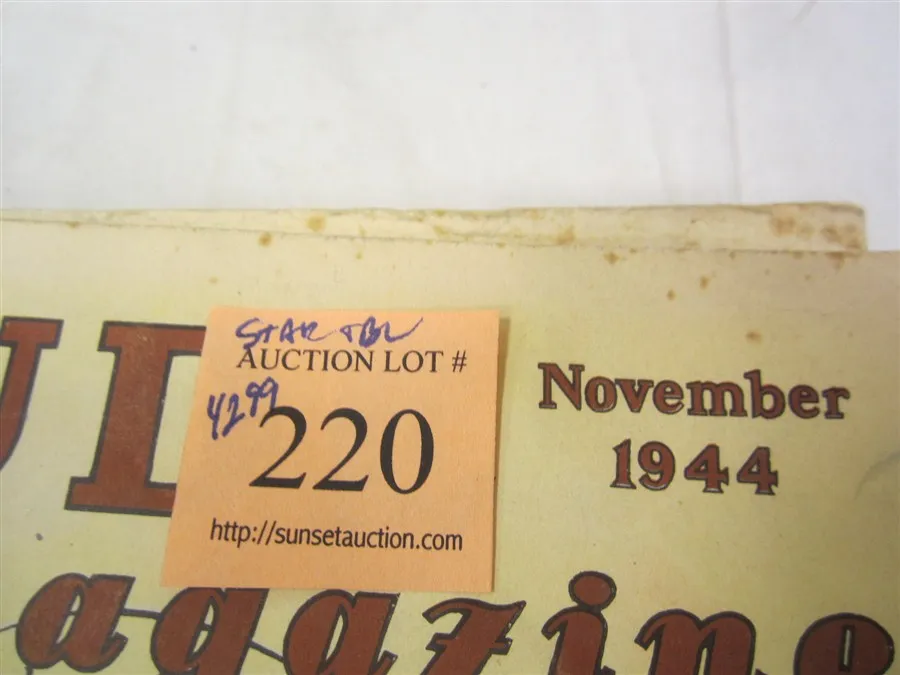 STAR TBL
AUCTION LOT #
4299
220
http://sunsetauction.com
November
1944
agazine